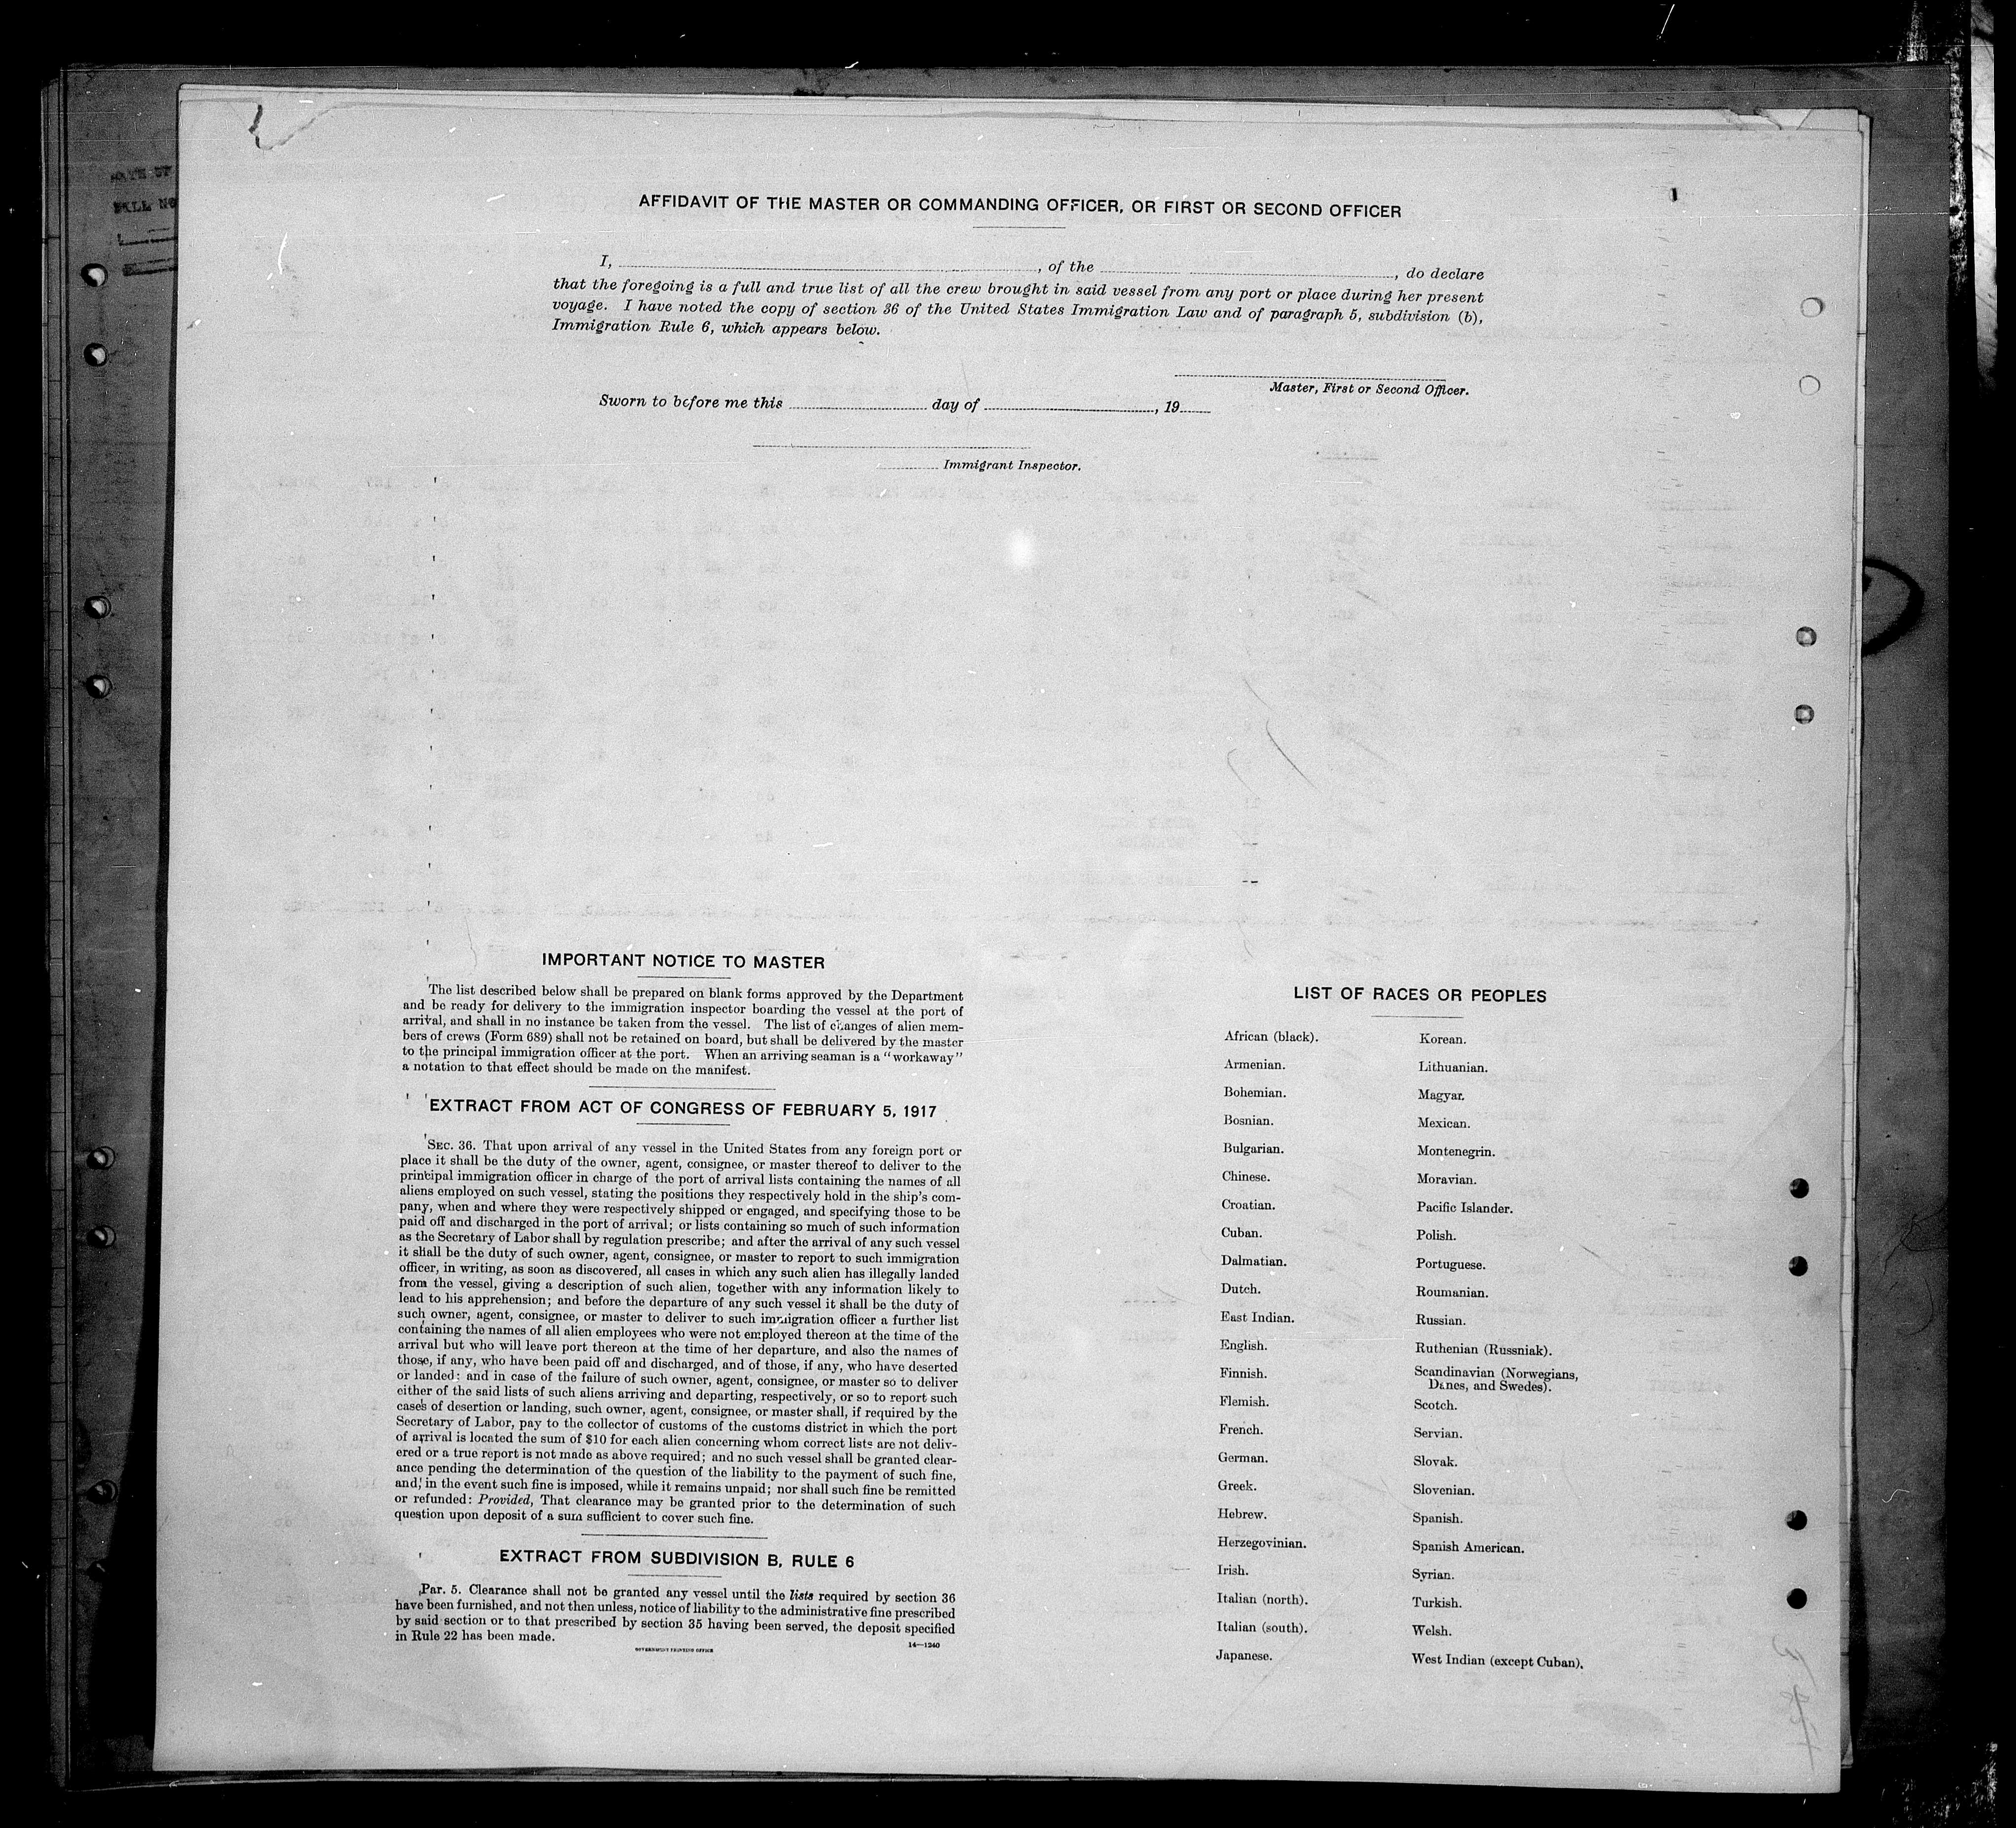 AFFIDAVIT OF THE MASTER OR COMMANDING OFFICER, OR FIRST OR SECOND OFFICER
I, , of the , do declare
that the foregoing is a full and true list of all the crew brought in said vessel from any port or place during her present
voyage. I have noted the copy of section 36 of the United States Immigration Law and of paragraph 5, subdivision (b),
Immigration Rule 6, which appears below.
Master, First or Second Officer.
Sworn to before me this day of , 19
Immigrant Inspector.
IMPORTANT NOTICE TO MASTER
The list described below shall be prepared on blank forms approved by the Department
and be ready for delivery to the immigration inspector boarding the vessel at the port of
arrival, and shall in no instance be taken from the vessel. The list of changes of alien mem-
bers of crews (Form 689) shall not be retained on board, but shall be delivered by the master
to the principal immigration officer at the port. When an arriving seaman is a "workaway"
a notation to that effect should be made on the manifest.
EXTRACT FROM ACT OF CONGRESS OF FEBRUARY 5, 1917
SEC. 36. That upon arrival of any vessel in the United States from any foreign port or
place it shall be the duty of the owner, agent, consignee, or master thereof to deliver to the
principal immigration officer in charge of the port of arrival lists containing the names of all
aliens employed on such vessel, stating the positions they respectively hold in the ship's com-
pany, when and where they were respectively shipped or engaged, and specifying those to be
paid off and discharged in the port of arrival; or lists containing so much of such information
as the Secretary of Labor shall by regulation prescribe; and after the arrival of any such vessel
it shall be the duty of such owner, agent, consignee, or master to report to such immigration
officer, in writing, as soon as discovered, all cases in which any such alien has illegally landed
from the vessel, giving a description of such alien, together with any information likely to
lead to his apprehension; and before the departure of any such vessel it shall be the duty of
such owner, agent, consignee, or master to deliver to such immigration officer a further list
containing the names of all alien employees who were not employed thereon at the time of the
arrival but who will leave port thereon at the time of her departure, and also the names of
those, if any, who have been paid off and discharged, and of those, if any, who have deserted
or landed; and in case of the failure of such owner, agent, consignee, or master so to deliver
either of the said lists of such aliens arriving and departing, respectively, or so to report such
cases of desertion or landing, such owner, agent, consignee, or master shall, if required by the
Secretary of Labor, pay to the collector of customs of the customs district in which the port
of arrival is located the sum of $10 for each alien concerning whom correct lists are not deliv-
ered or a true report is not made as above required; and no such vessel shall be granted clear-
ance pending the determination of the question of the liability to the payment of such fine,
and, in the event such fine is imposed, while it remains unpaid; nor shall such fine be remitted
or refunded: Provided, That clearance may be granted prior to the determination of such
question upon deposit of a sum sufficient to cover such fine.
EXTRACT FROM SUBDIVISION B, RULE 6
Par. 5. Clearance shall not be granted any vessel until the lists required by section 36
have been furnished, and not then unless, notice of liability to the administrative fine prescribed
by said section or to that prescribed by section 35 having been served, the deposit specified
in Rule 22 has been made.
GOVERNMENT PRINTING OFFICE 14—1240
LIST OF RACES OR PEOPLES
African (black).
Armenian.
Bohemian.
Bosnian.
Bulgarian.
Chinese.
Croatian.
Cuban.
Dalmatian.
Dutch.
East Indian.
English.
Finnish.
Flemish.
French.
German.
Greek.
Hebrew.
Herzegovinian.
Irish.
Italian (north).
Italian (south).
Japanese.
Korean.
Lithuanian.
Magyar.
Mexican.
Montenegrin.
Moravian.
Pacific Islander.
Polish.
Portuguese.
Roumanian.
Russian.
Ruthenian (Russniak).
Scandinavian (Norwegians,
Danes, and Swedes).
Scotch.
Servian.
Slovak.
Slovenian.
Spanish.
Spanish American.
Syrian.
Turkish.
Welsh.
West Indian (except Cuban).